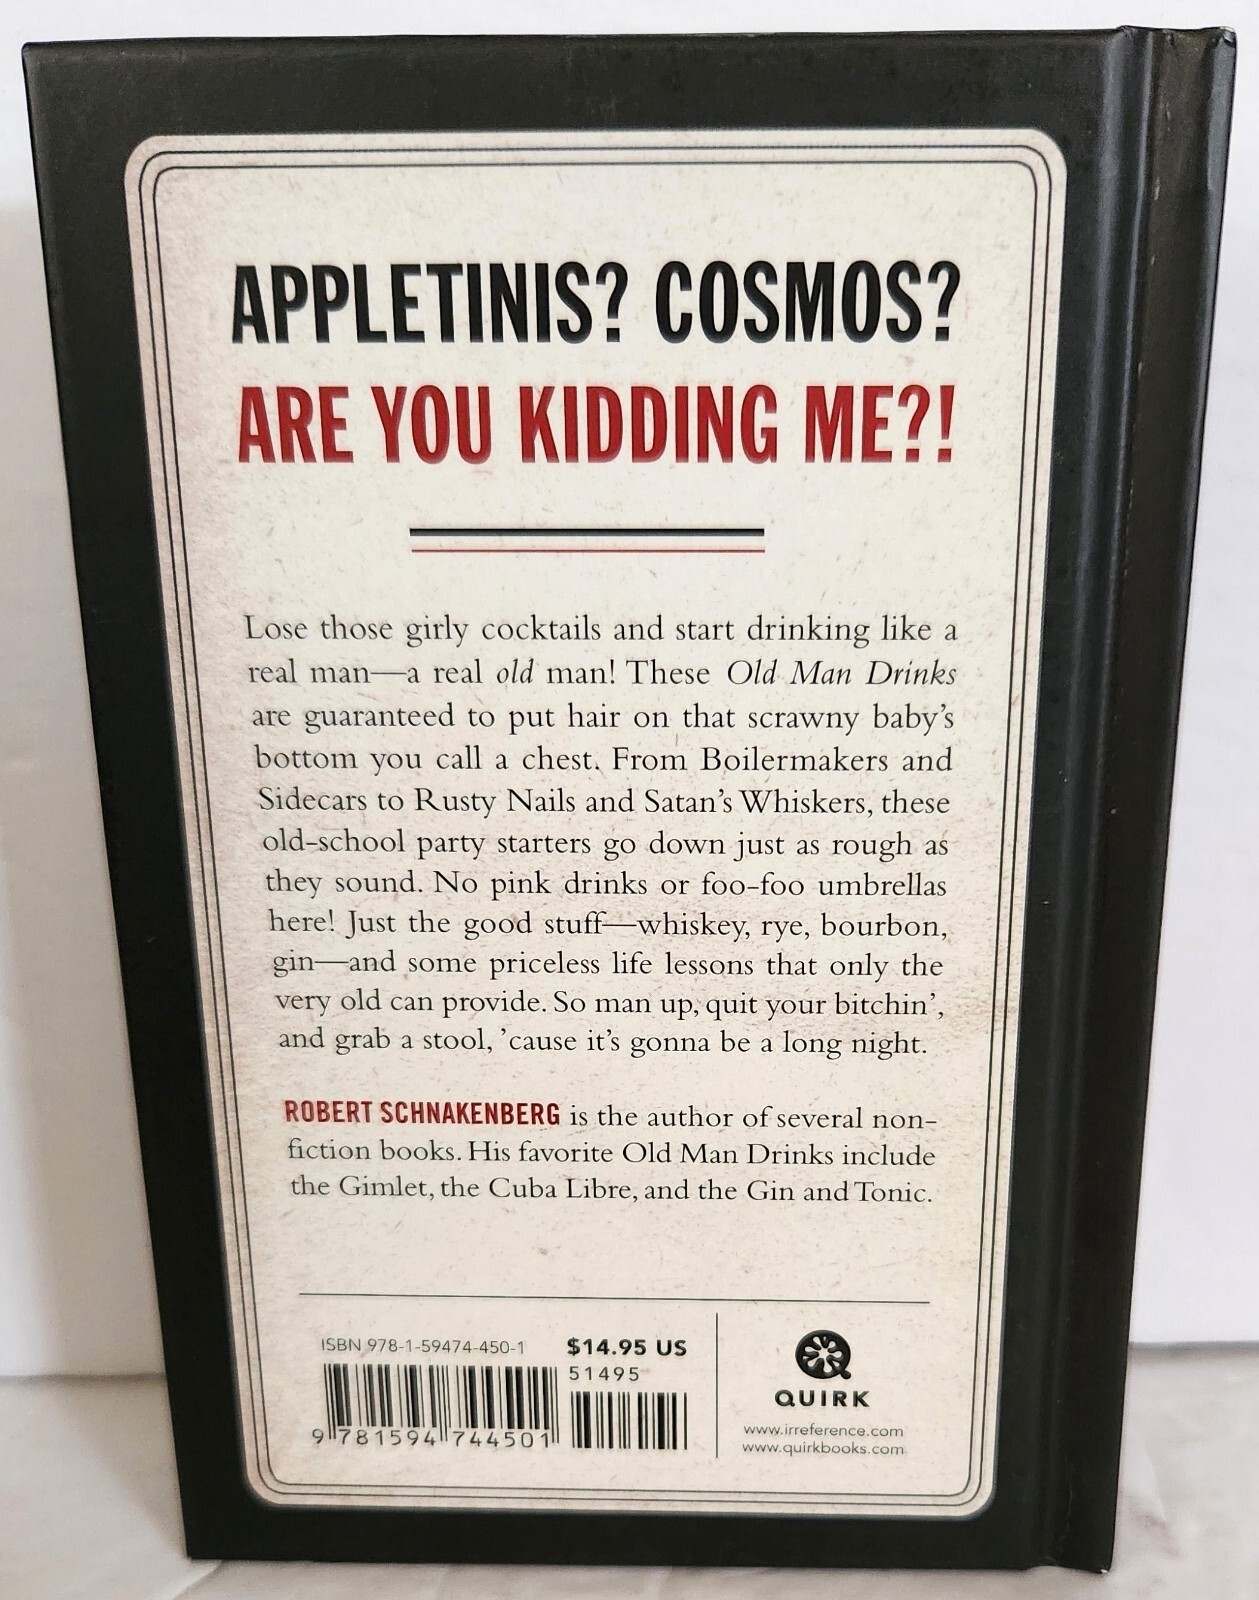 APPLETINIS? COSMOS?
ARE YOU KIDDING ME?!
Lose those girly cocktails and start drinking like a
real man—a real old man! These Old Man Drinks
are guaranteed to put hair on that scrawny baby's
bottom you call a chest. From Boilermakers and
Sidecars to Rusty Nails and Satan's Whiskers, these
old-school party starters go down just as rough as
they sound. No pink drinks or foo-foo umbrellas
here! Just the good stuff—whiskey, rye, bourbon,
gin—and some priceless life lessons that only the
very old can provide. So man up, quit your bitchin',
and grab a stool, 'cause it's gonna be a long night.
ROBERT SCHNAKENBERG is the author of several non-
fiction books. His favorite Old Man Drinks include
the Gimlet, the Cuba Libre, and the Gin and Tonic.
ISBN 978-1-59474-450-1 $14.95 US
51495
9 781594 744501
QUIRK
www.irreference.com
www.quirkbooks.com